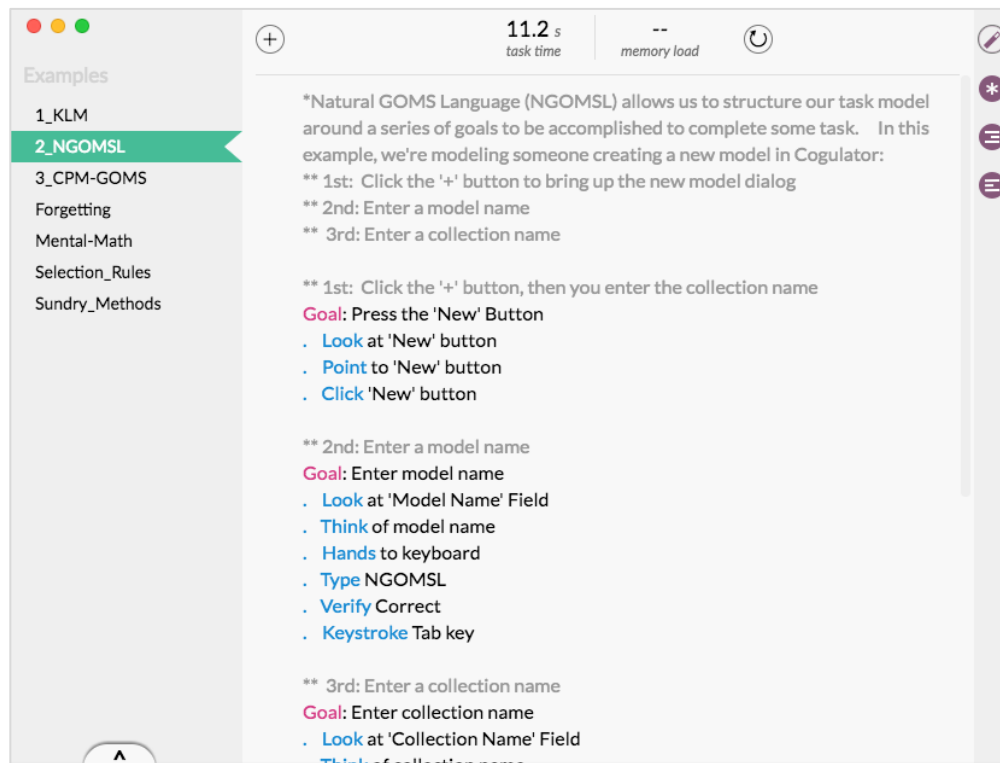 11.2 s
task time
--
memory load
Examples
1_KLM
2_NGOMSL
3_CPM-GOMS
Forgetting
Mental-Math
Selection_Rules
Sundry_Methods
*Natural GOMS Language (NGOMSL) allows us to structure our task model
around a series of goals to be accomplished to complete some task. In this
example, we're modeling someone creating a new model in Cogulator:
** 1st: Click the '+' button to bring up the new model dialog
** 2nd: Enter a model name
** 3rd: Enter a collection name
** 1st: Click the '+' button, then you enter the collection name
Goal: Press the 'New' Button
. Look at 'New' button
. Point to 'New' button
. Click 'New' button
** 2nd: Enter a model name
Goal: Enter model name
. Look at 'Model Name' Field
. Think of model name
. Hands to keyboard
. Type NGOMSL
. Verify Correct
. Keystroke Tab key
** 3rd: Enter a collection name
Goal: Enter collection name
. Look at 'Collection Name' Field
. Think of collection name